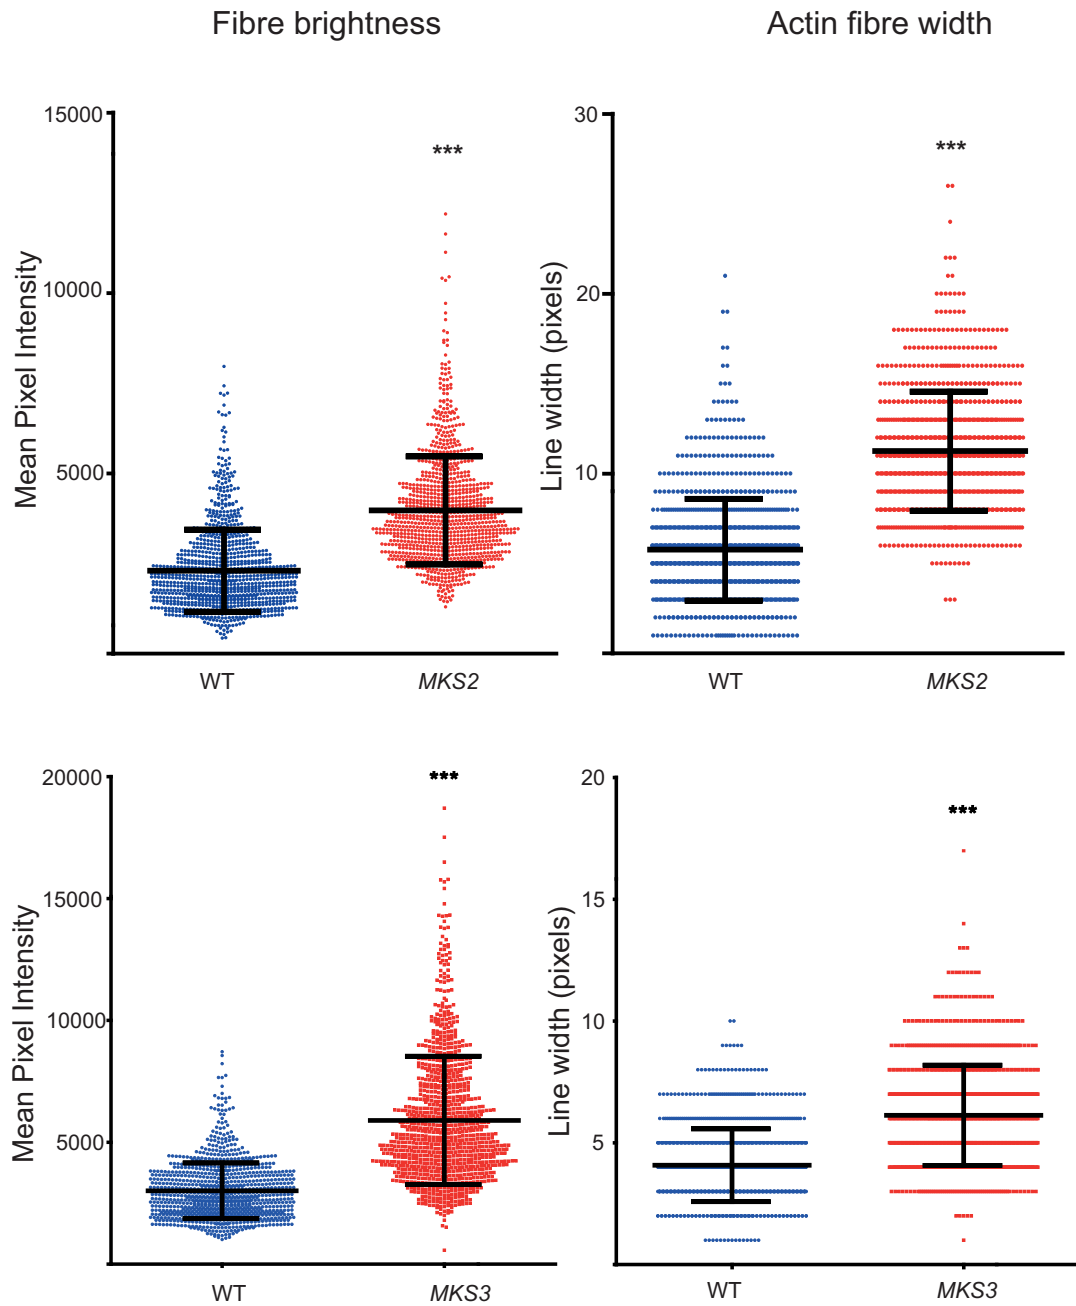 Fibre brightness
Actin fibre width
Mean Pixel Intensity
15000
10000
5000
***
WT
MKS2
Line width (pixels)
30
20
10
***
WT
MKS2
Mean Pixel Intensity
20000
15000
10000
5000
***
WT
MKS3
Line width (pixels)
20
15
10
5
***
WT
MKS3